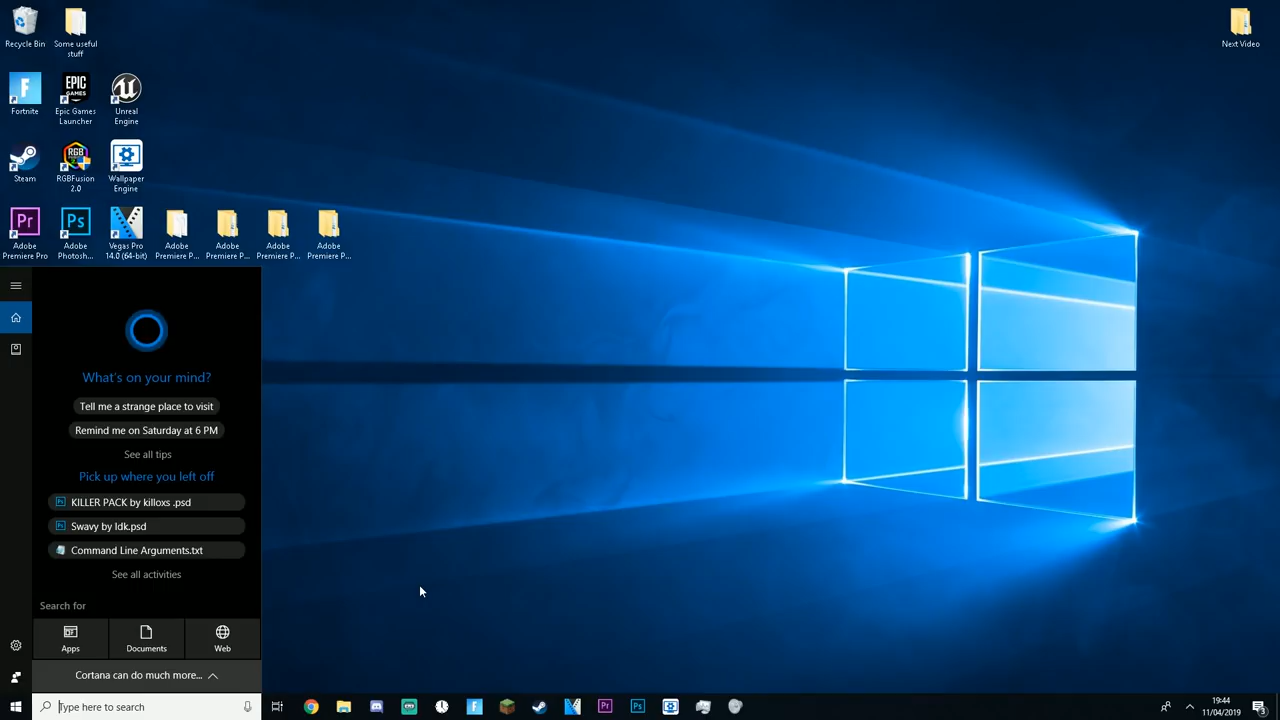 Recycle Bin
Some useful
stuff
Next Video
Fortnite
EPIC
GAMES
Epic Games
Launcher
Unreal
Engine
Steam
RGB
RGBFusion
2.0
Wallpaper
Engine
Pr
Adobe
Premiere Pro
Ps
Adobe
Photosh...
Vegas Pro
14.0 (64-bit)
Adobe
Premiere P...
Adobe
Premiere P...
Adobe
Premiere P...
Adobe
Premiere P...
What's on your mind?
Tell me a strange place to visit
Remind me on Saturday at 6 PM
See all tips
Pick up where you left off
KILLER PACK by killoxs .psd
Swavy by Idk.psd
Command Line Arguments.txt
See all activities
Search for
Apps
Documents
Web
Cortana can do much more...
Type here to search
Pr
Ps
19:44
11/04/2019